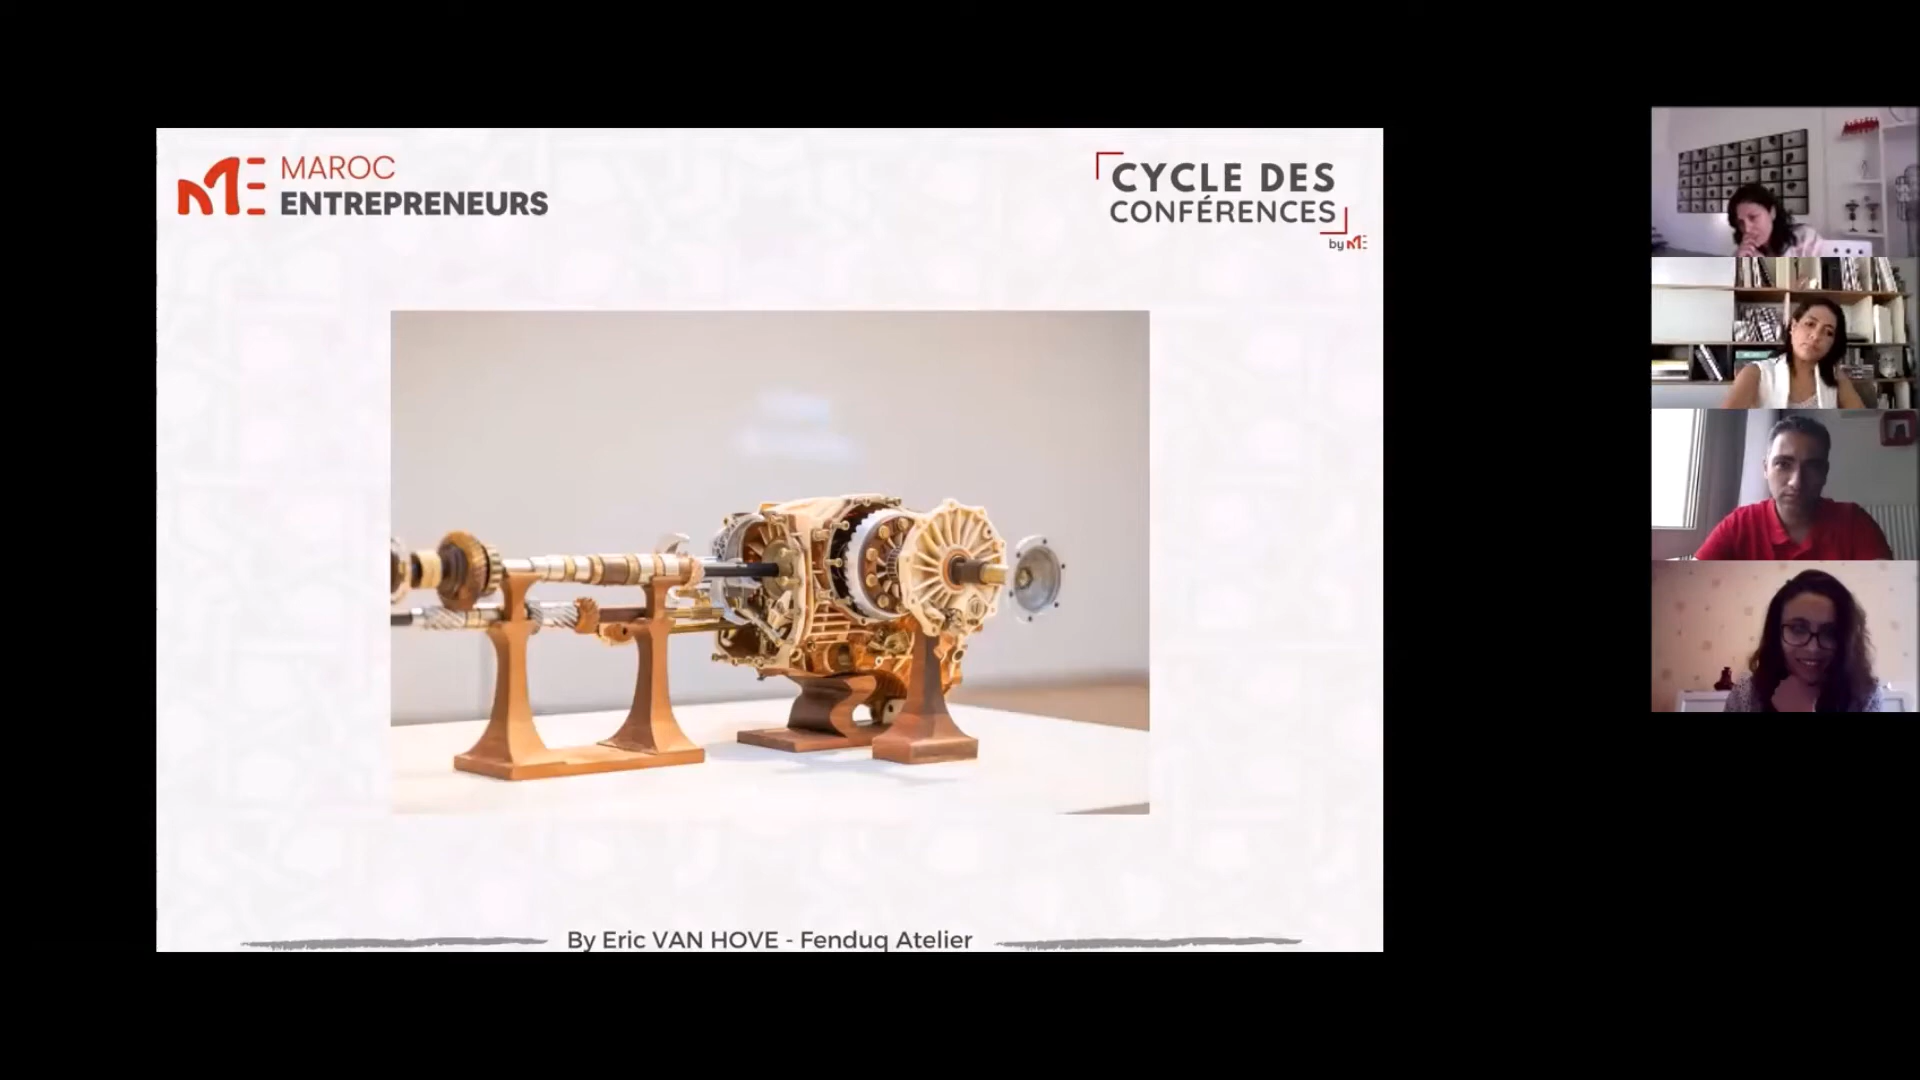 MAROC
ENTREPRENEURS
CYCLE DES
CONFÉRENCES
by ME
By Eric VAN HOVE - Fenduq Atelier